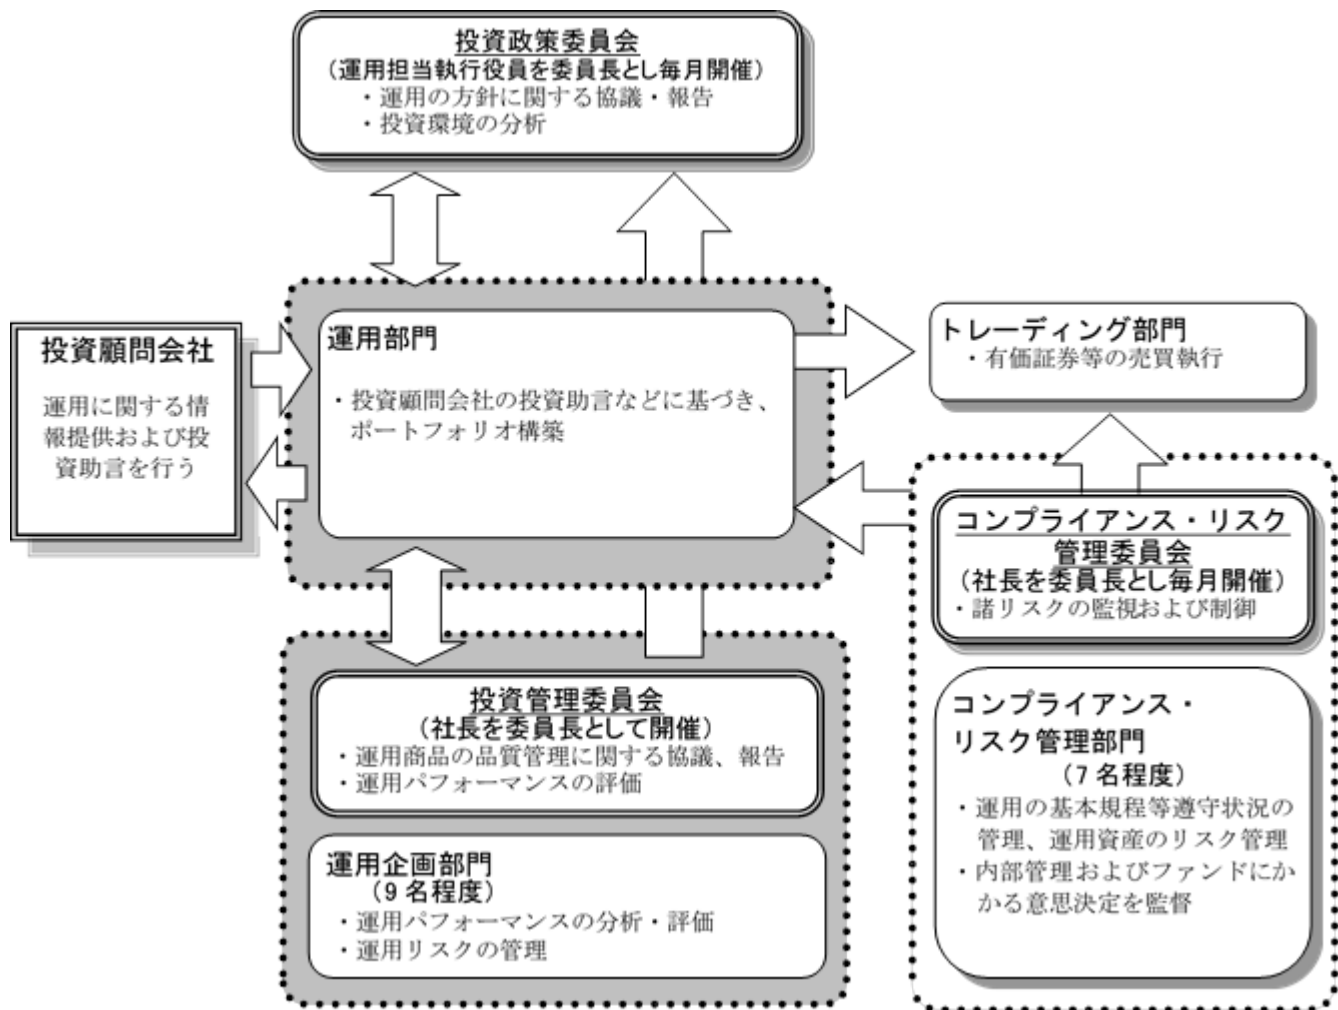 投資政策委員会
（運用担当執行役員を委員長とし毎月開催）
・運用の方針に関する協議・報告
・投資環境の分析
投資顧問会社
運用に関する情
報提供および投
資助言を行う
運用部門
・投資顧問会社の投資助言などに基づき、
ポートフォリオ構築
トレーディング部門
・有価証券等の売買執行
コンプライアンス・リスク
管理委員会
（社長を委員長とし毎月開催）
・諸リスクの監視および制御
コンプライアンス・
リスク管理部門
（7 名程度）
・運用の基本規程等遵守状況の
管理、運用資産のリスク管理
・内部管理およびファンドにか
かる意思決定を監督
投資管理委員会
（社長を委員長として開催）
・運用商品の品質管理に関する協議、報告
・運用パフォーマンスの評価
運用企画部門
（9 名程度）
・運用パフォーマンスの分析・評価
・運用リスクの管理